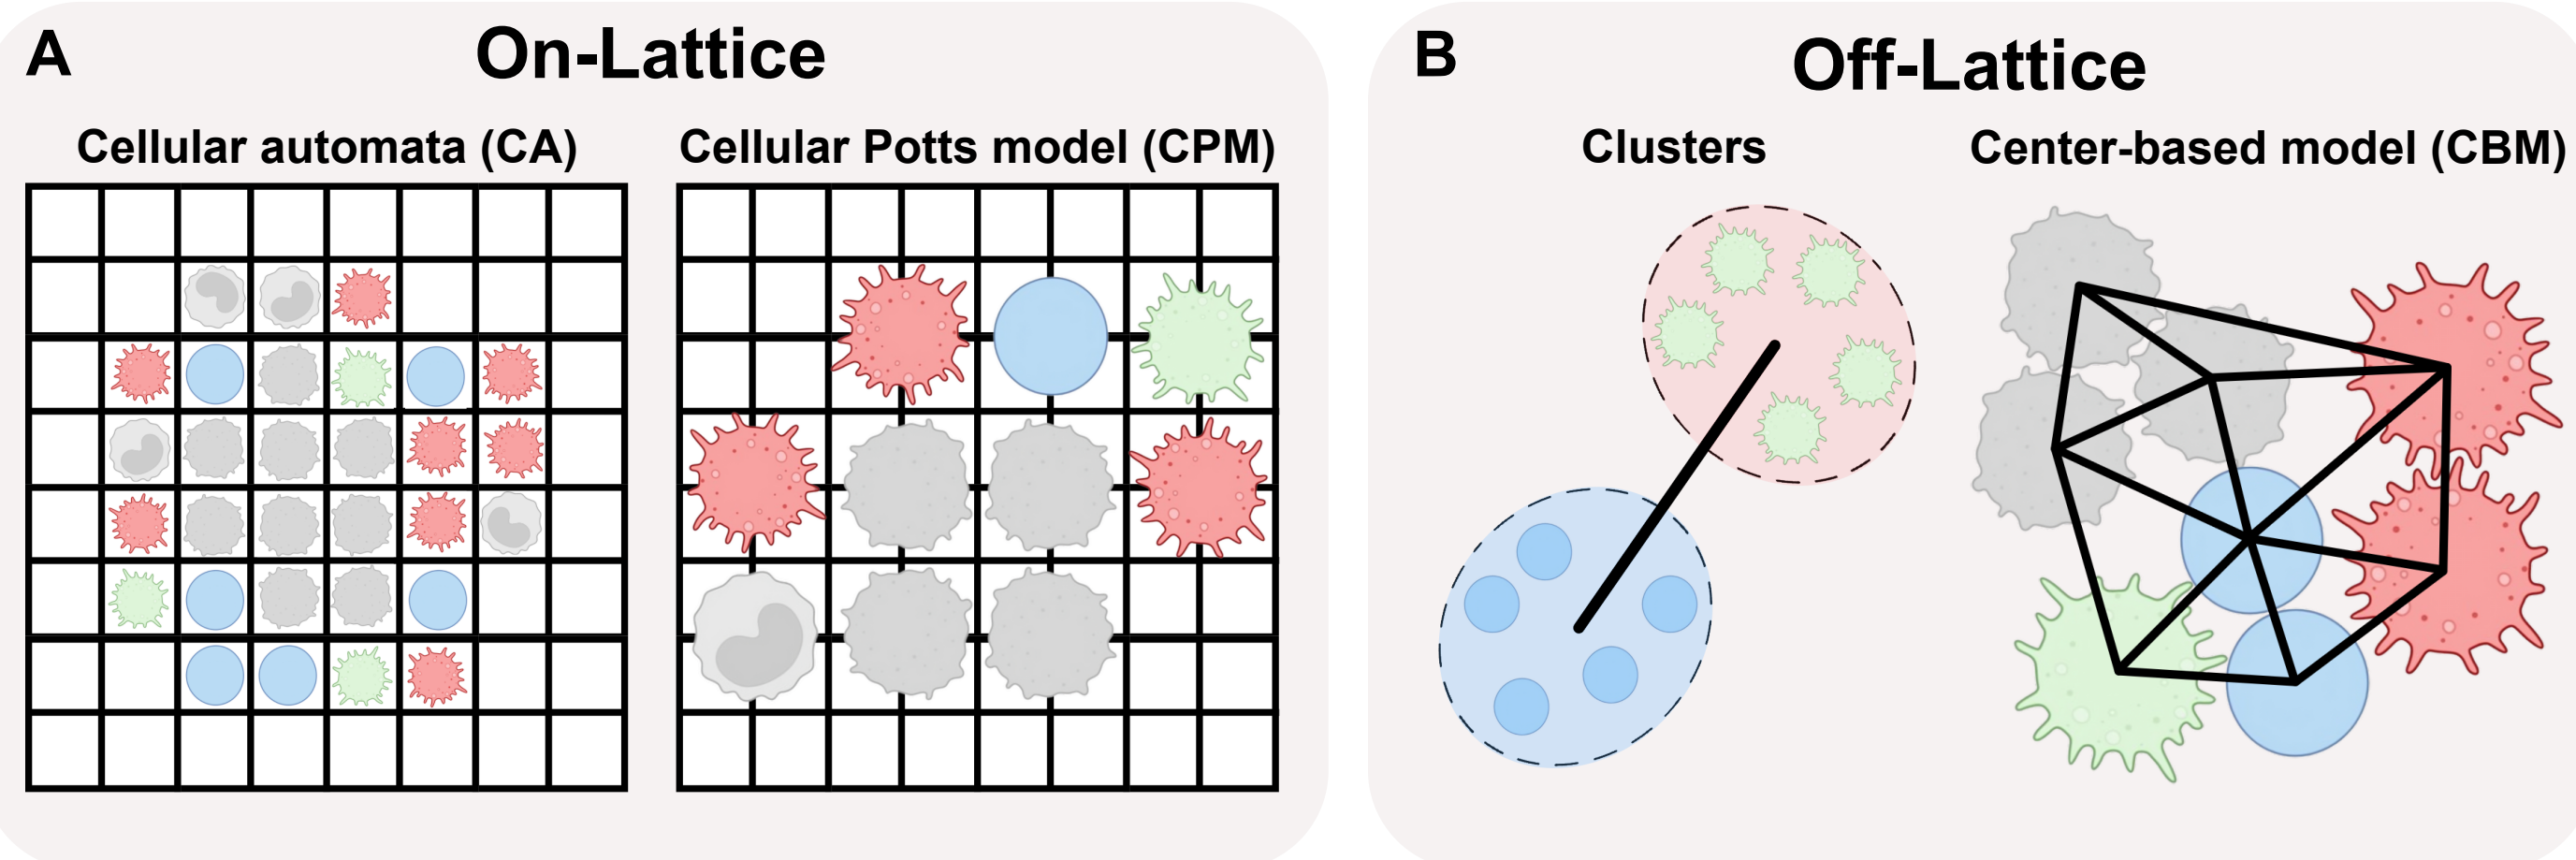 A
On-Lattice
Cellular automata (CA)
Cellular Potts model (CPM)
B
Off-Lattice
Clusters
Center-based model (CBM)